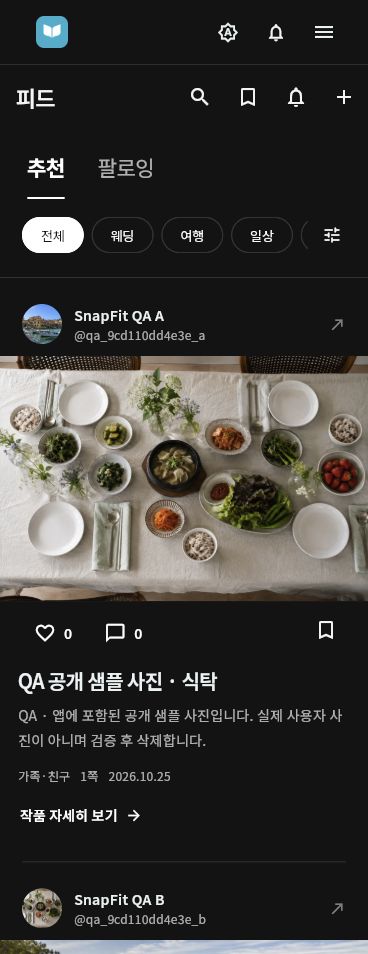 피드
추천 팔로잉
전체 웨딩 여행 일상
SnapFit QA A
@qa_9cd110dd4e3e_a
0 0
QA 공개 샘플 사진 · 식탁
QA · 앱에 포함된 공개 샘플 사진입니다. 실제 사용자 사
진이 아니며 검증 후 삭제합니다.
가족·친구 1쪽 2026.10.25
작품 자세히 보기
SnapFit QA B
@qa_9cd110dd4e3e_b